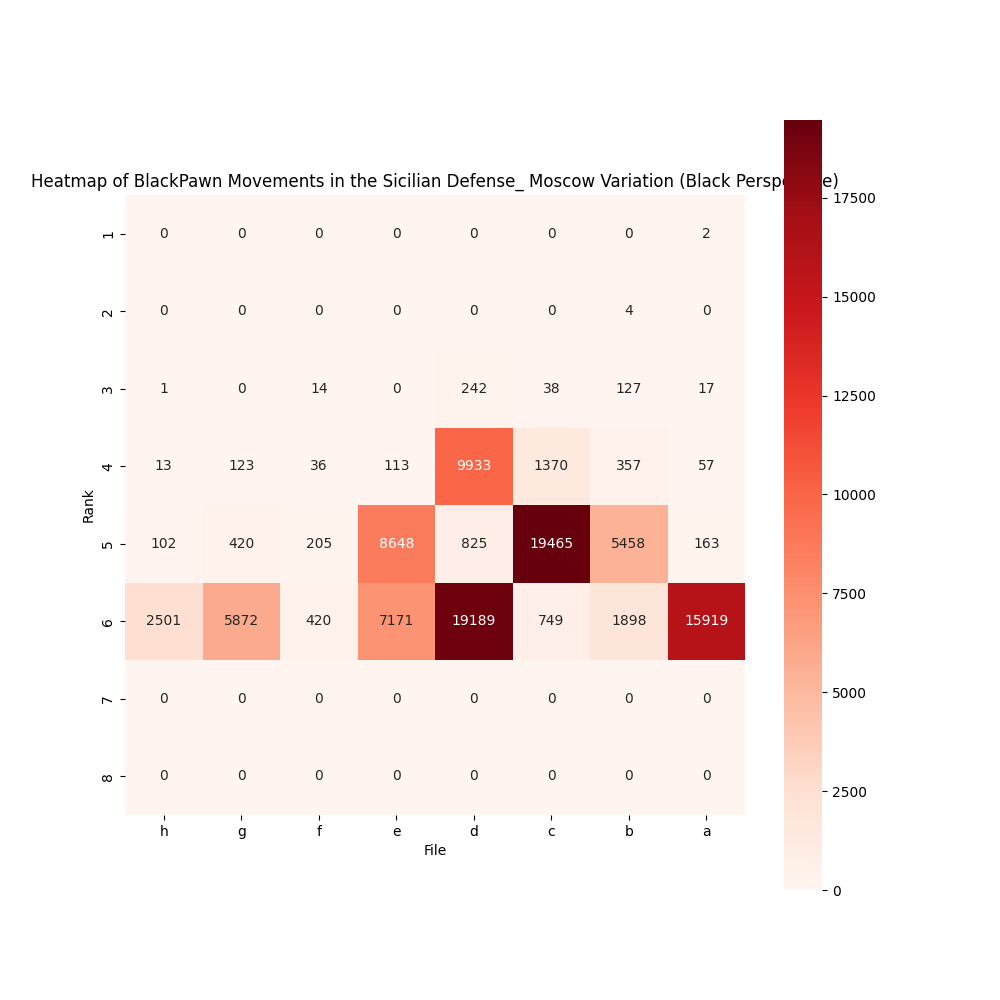 Heatmap of BlackPawn Movements in the Sicilian Defense_ Moscow Variation (Black Perspe e)
1 0 0 0 0 0 0 0 2
2 0 0 0 0 0 0 4 0
3 1 0 14 0 242 38 127 17
4 13 123 36 113 9933 1370 357 57
5 102 420 205 8648 825 19465 5458 163
6 2501 5872 420 7171 19189 749 1898 15919
7 0 0 0 0 0 0 0 0
8 0 0 0 0 0 0 0 0
Rank
h g f e d c b a
File
17500
15000
12500
10000
7500
5000
2500
0